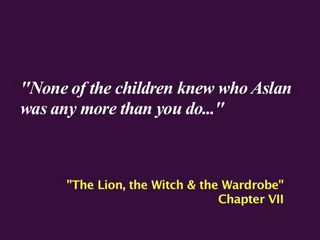 "None of the children knew who Aslan
was any more than you do..."
"The Lion, the Witch & the Wardrobe"
Chapter VII